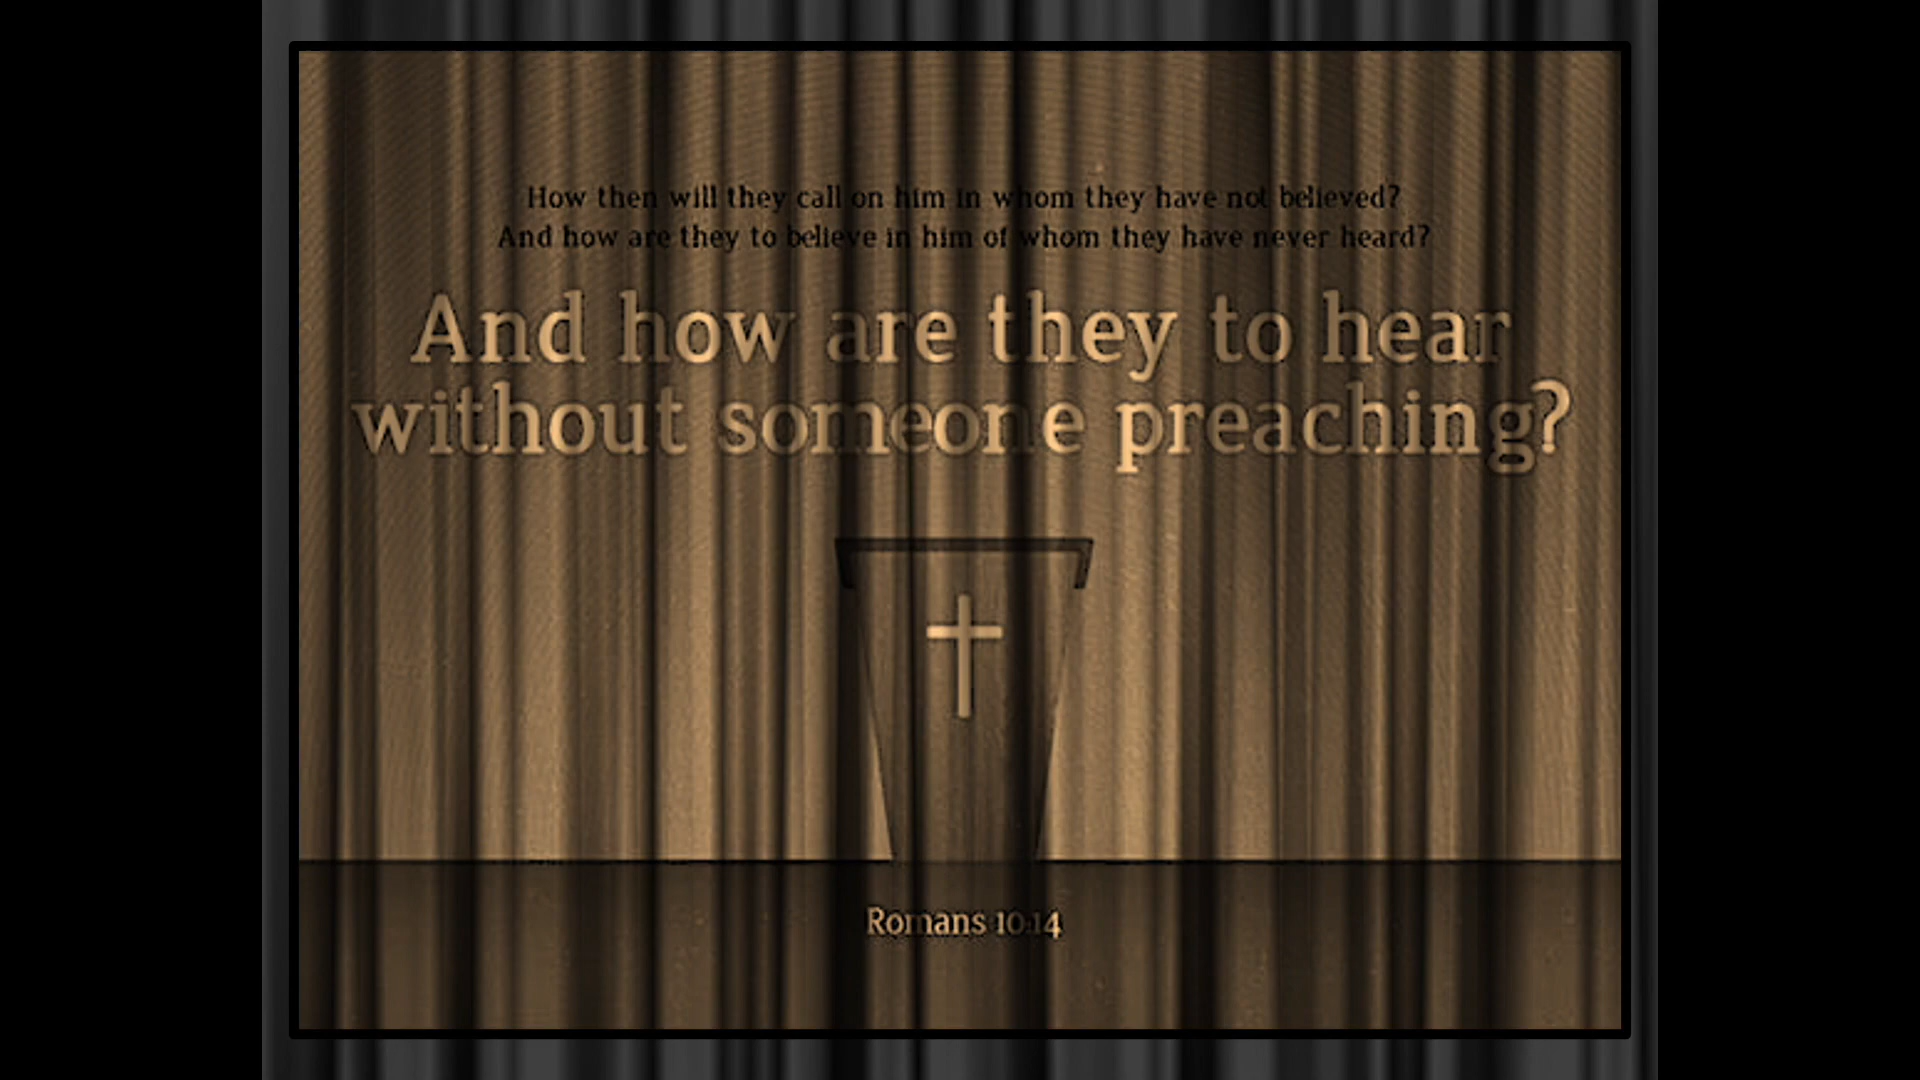 How then will they call on him in whom they have not believed?
And how are they to believe in him of whom they have never heard?
And how are they to hear
without someone preaching?
Romans 10:14